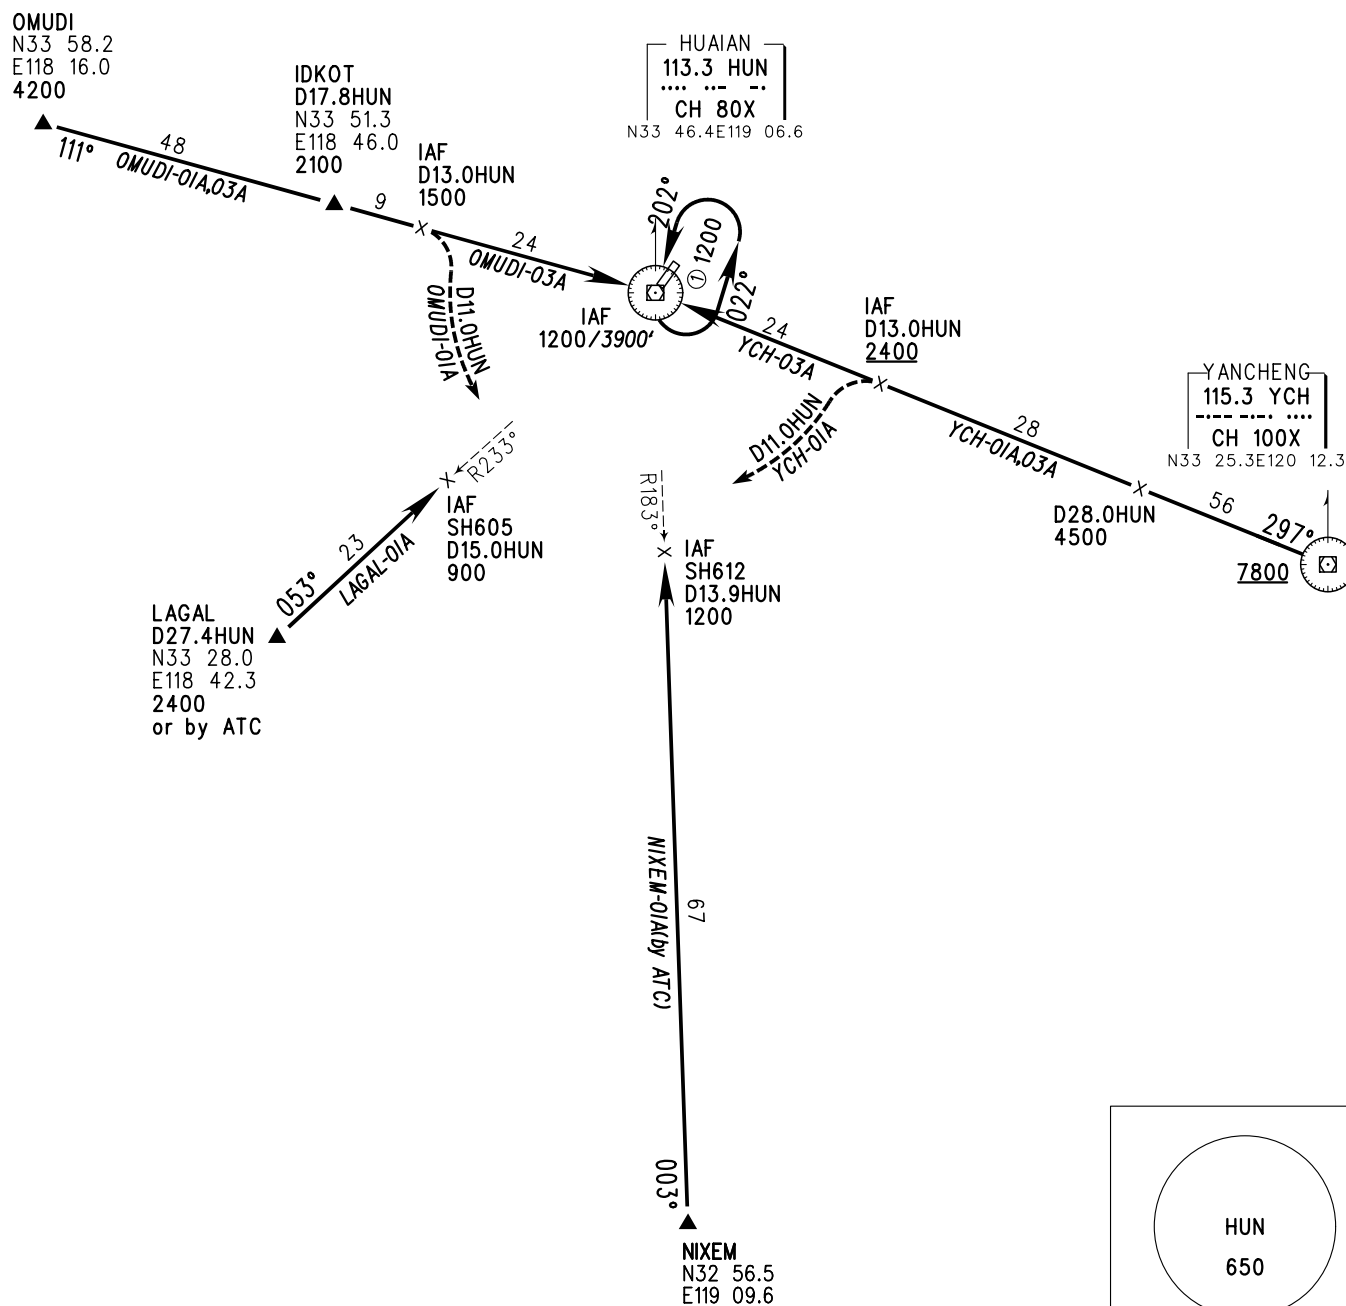 OMUDI
N33 58.2
E118 16.0
4200
111°
48
OMUDI-01A,03A
IDKOT
D17.8HUN
N33 51.3
E118 46.0
2100
9
IAF
D13.0HUN
1500
24
OMUDI-03A
D11.0HUN
OMUDI-01A
HUAIAN
113.3 HUN
CH 80X
N33 46.4E119 06.6
202°
① 1200
022°
IAF
1200/3900'
24
YCH-03A
IAF
D13.0HUN
2400
D11.0HUN
YCH-01A
28
YCH-01A,03A
YANCHENG
115.3 YCH
CH 100X
N33 25.3E120 12.3
D28.0HUN
4500
56
297°
7800
R233°
IAF
SH605
D15.0HUN
900
23
053°
LAGAL-01A
LAGAL
D27.4HUN
N33 28.0
E118 42.3
2400
or by ATC
R183°
IAF
SH612
D13.9HUN
1200
NIXEM-01A(by ATC)
67
003°
NIXEM
N32 56.5
E119 09.6
HUN
650